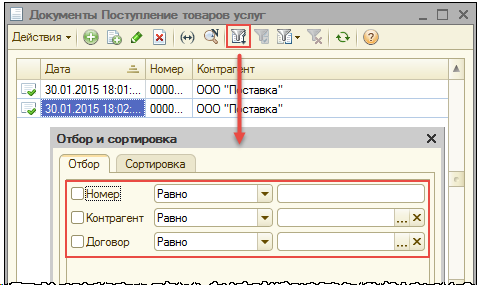 Документы Поступление товаров услуг
Действия
Дата Номер Контрагент
30.01.2015 18:01:... 0000... ООО "Поставка"
30.01.2015 18:02:... 0000... ООО "Поставка"
Отбор и сортировка
Отбор Сортировка
Номер Равно
Контрагент Равно ...
Договор Равно ...